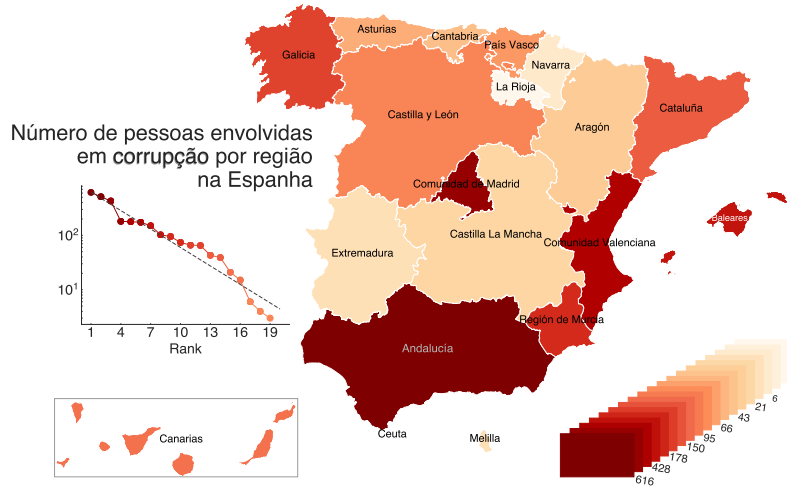 Asturias
Cantabria
País Vasco
Galicia
Navarra
La Rioja
Cataluña
Castilla y León
Aragón
Número de pessoas envolvidas
em corrupção por região
na Espanha
Comunidad de Madrid
Baleares
Castilla La Mancha
Comunidad Valenciana
Extremadura
Región de Murcia
Andalucía
10²
10¹
1 4 7 10 13 16 19
Rank
Canarias
Ceuta
Melilla
6
21
43
66
95
150
178
428
616